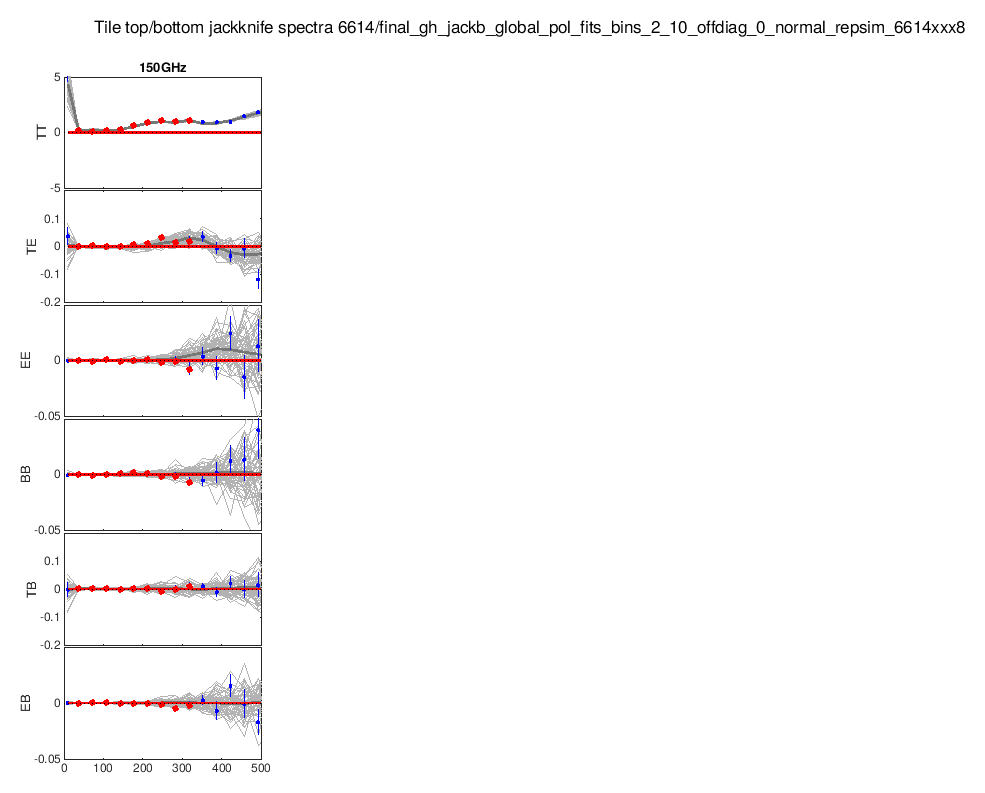 Tile top/bottom jackknife spectra 6614/final_gh_jackb_global_pol_fits_bins_2_10_offdiag_0_normal_repsim_6614xxx8
150GHz
5
0
-5
TT
0.1
0
-0.1
-0.2
TE
0
-0.05
EE
0
-0.05
BB
0.1
0
-0.1
-0.2
TB
0
-0.05
EB
0 100 200 300 400 500